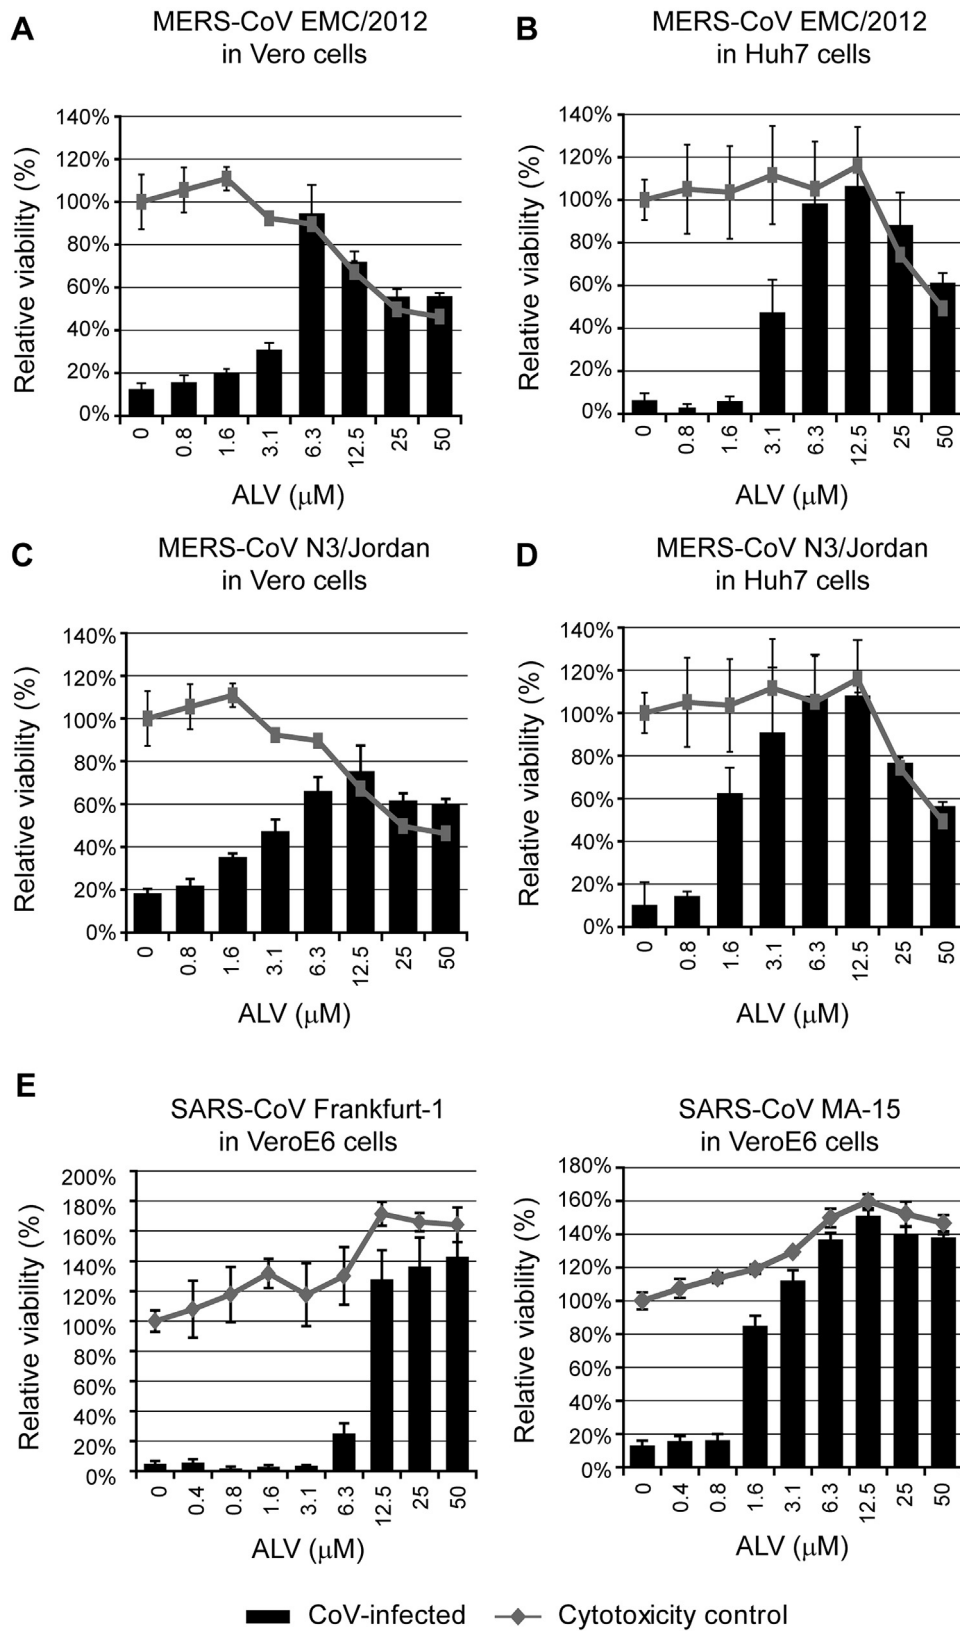 A
MERS-CoV EMC/2012
in Vero cells
Relative viability (%)
140%
120%
100%
80%
60%
40%
20%
0%
0 0.8 1.6 3.1 6.3 12.5 25 50
ALV (μM)
B
MERS-CoV EMC/2012
in Huh7 cells
Relative viability (%)
140%
120%
100%
80%
60%
40%
20%
0%
0 0.8 1.6 3.1 6.3 12.5 25 50
ALV (μM)
C
MERS-CoV N3/Jordan
in Vero cells
Relative viability (%)
140%
120%
100%
80%
60%
40%
20%
0%
0 0.8 1.6 3.1 6.3 12.5 25 50
ALV (μM)
D
MERS-CoV N3/Jordan
in Huh7 cells
Relative viability (%)
140%
120%
100%
80%
60%
40%
20%
0%
0 0.8 1.6 3.1 6.3 12.5 25 50
ALV (μM)
E
SARS-CoV Frankfurt-1
in VeroE6 cells
Relative viability (%)
200%
180%
160%
140%
120%
100%
80%
60%
40%
20%
0%
0 0.4 0.8 1.6 3.1 6.3 12.5 25 50
ALV (μM)
SARS-CoV MA-15
in VeroE6 cells
Relative viability (%)
180%
160%
140%
120%
100%
80%
60%
40%
20%
0%
0 0.4 0.8 1.6 3.1 6.3 12.5 25 50
ALV (μM)
CoV-infected Cytotoxicity control